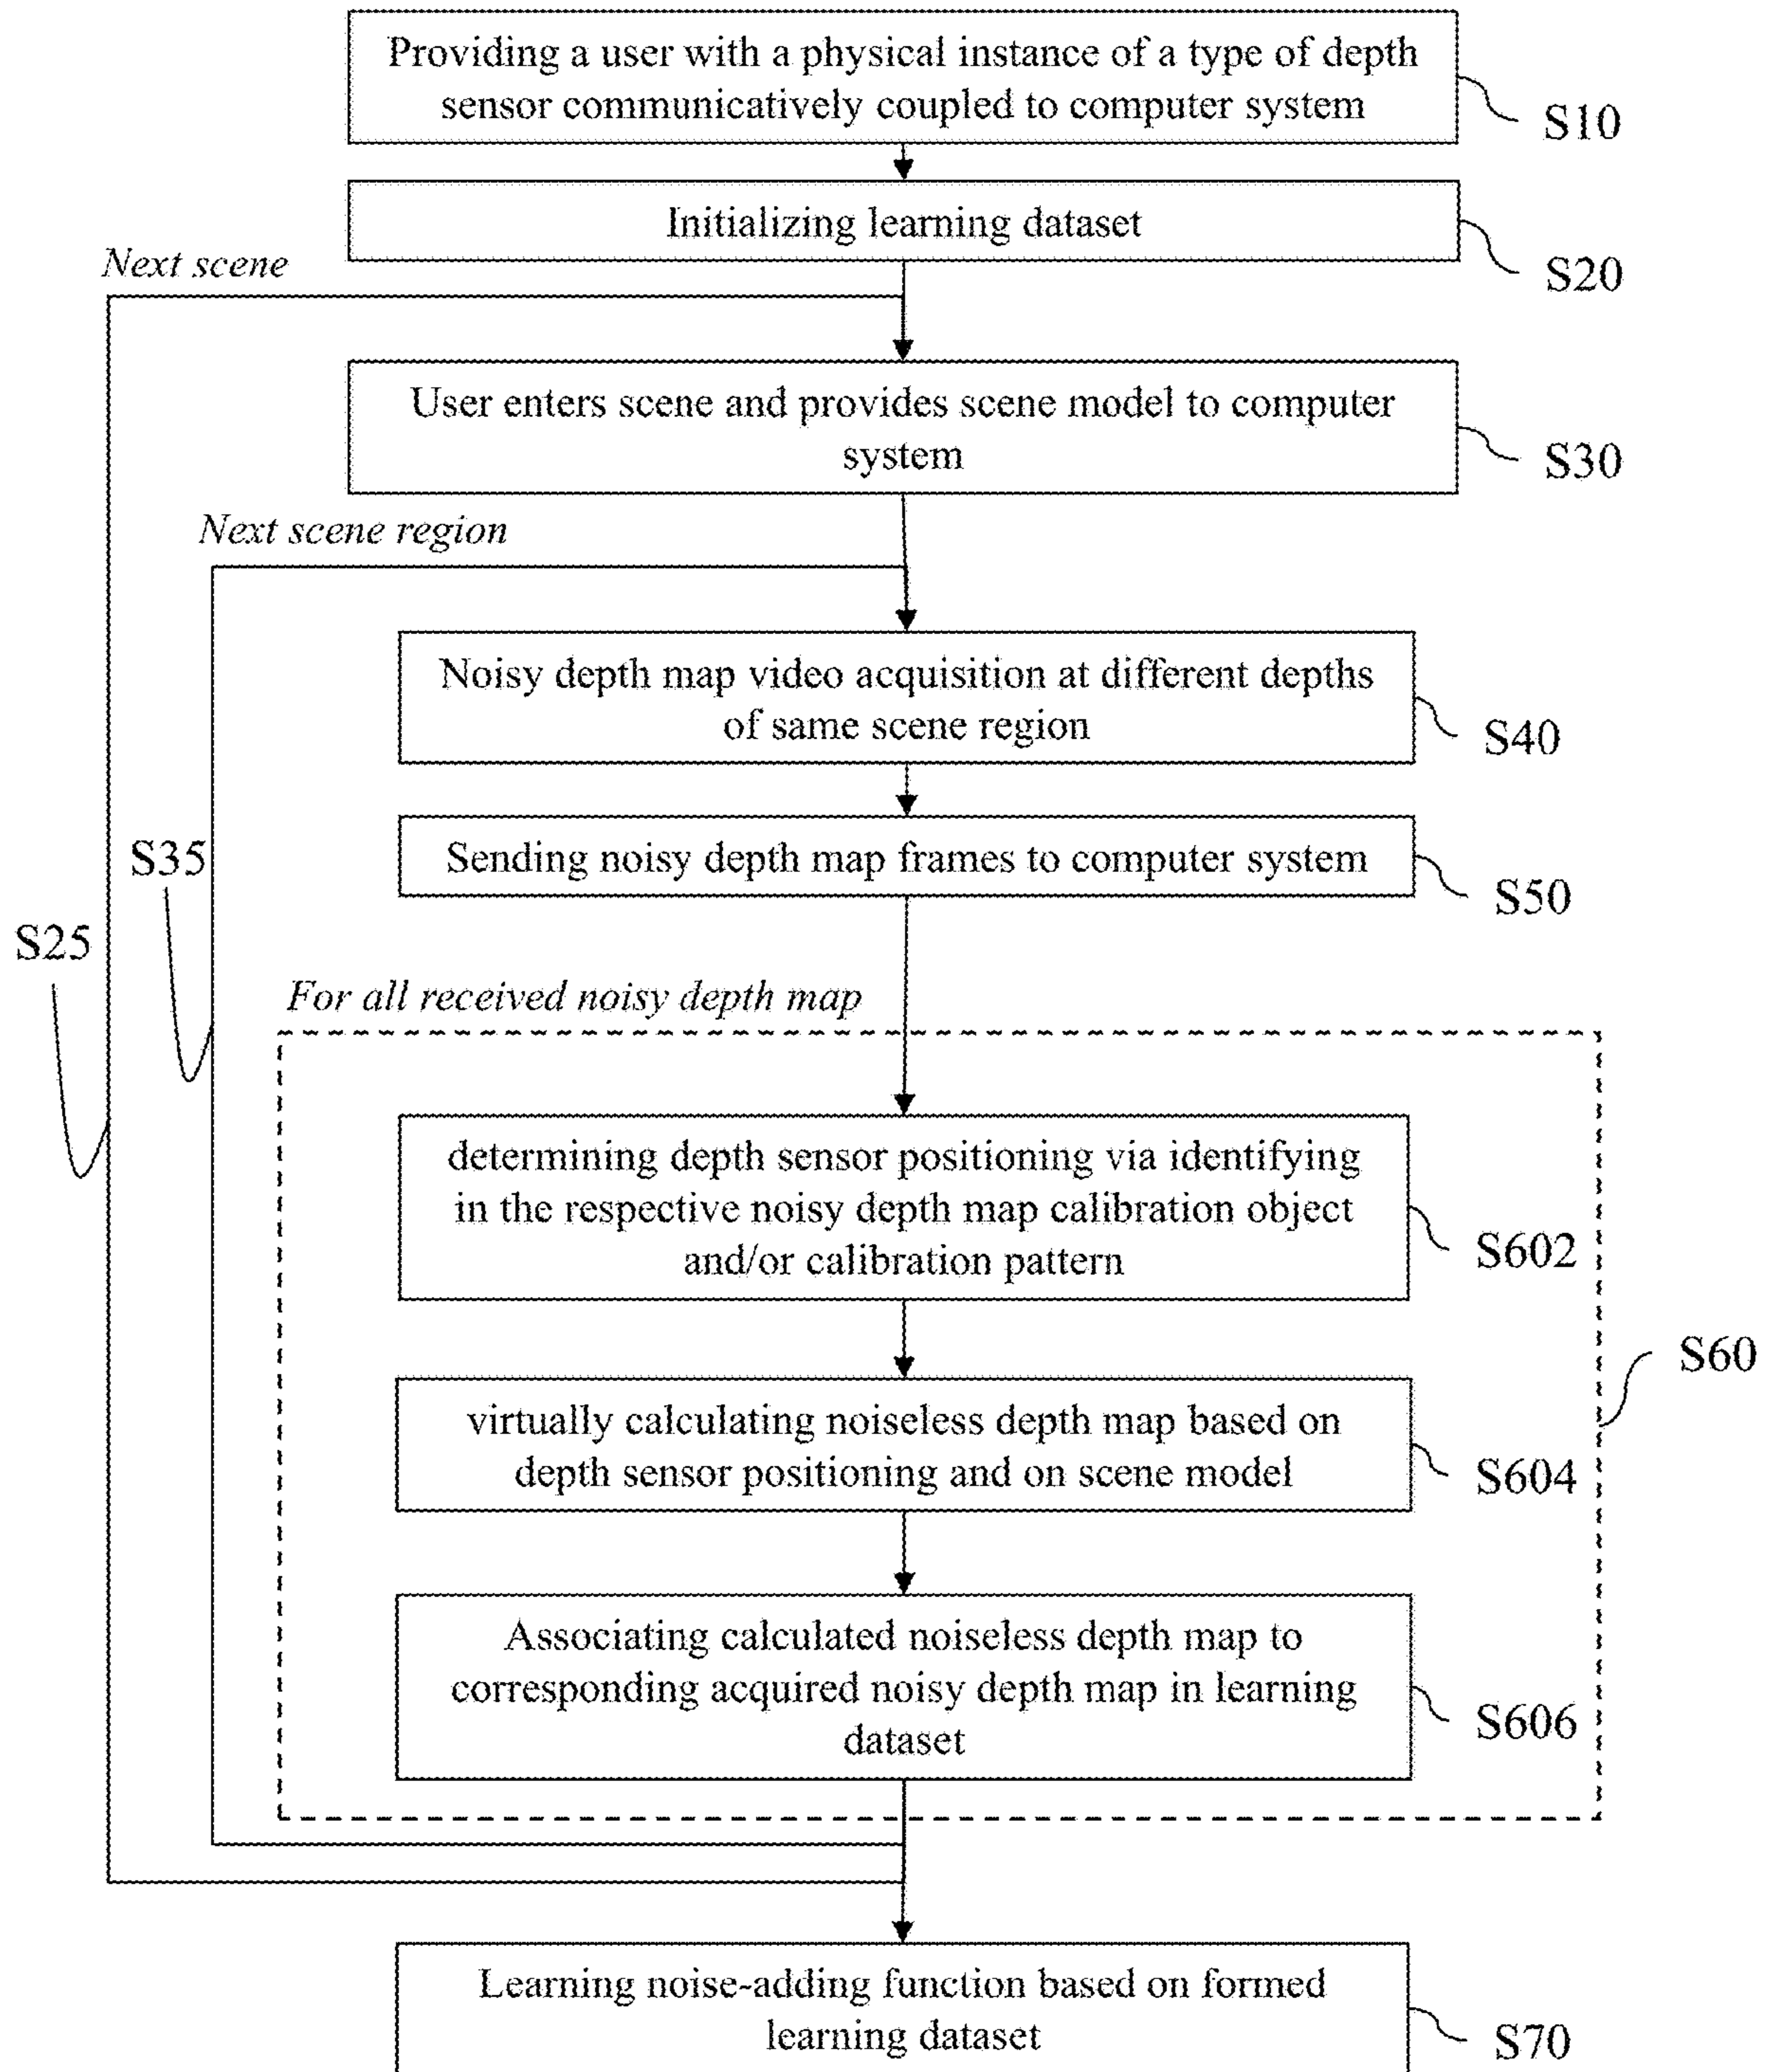 Providing a user with a physical instance of a type of depth
sensor communicatively coupled to computer system
S10
Initializing learning dataset
S20
Next scene
User enters scene and provides scene model to computer
system
S30
Next scene region
Noisy depth map video acquisition at different depths
of same scene region
S40
Sending noisy depth map frames to computer system
S50
S35
S25
For all received noisy depth map
determining depth sensor positioning via identifying
in the respective noisy depth map calibration object
and/or calibration pattern
S602
S60
virtually calculating noiseless depth map based on
depth sensor positioning and on scene model
S604
Associating calculated noiseless depth map to
corresponding acquired noisy depth map in learning
dataset
S606
Learning noise-adding function based on formed
learning dataset
S70